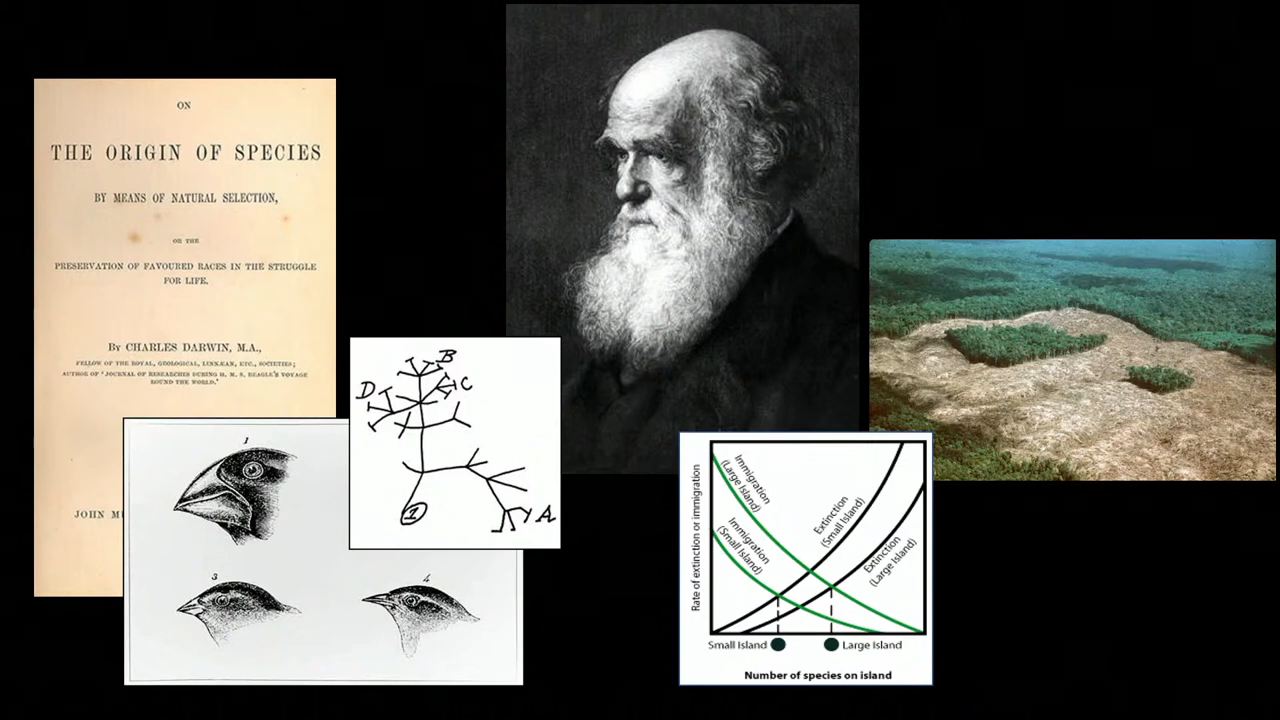 ON
THE ORIGIN OF SPECIES
BY MEANS OF NATURAL SELECTION,
OR THE
PRESERVATION OF FAVOURED RACES IN THE STRUGGLE
FOR LIFE.
BY CHARLES DARWIN, M.A.,
FELLOW OF THE ROYAL, GEOLOGICAL, LINNÆAN, ETC., SOCIETIES;
AUTHOR OF 'JOURNAL OF RESEARCHES DURING H. M. S. BEAGLE'S VOYAGE
ROUND THE WORLD.'
JOHN
1
3
4
B
D
C
1
A
Rate of extinction or immigration
Immigration
(Large Island)
Immigration
(Small Island)
Extinction
(Small Island)
Extinction
(Large Island)
Small Island
Large Island
Number of species on island